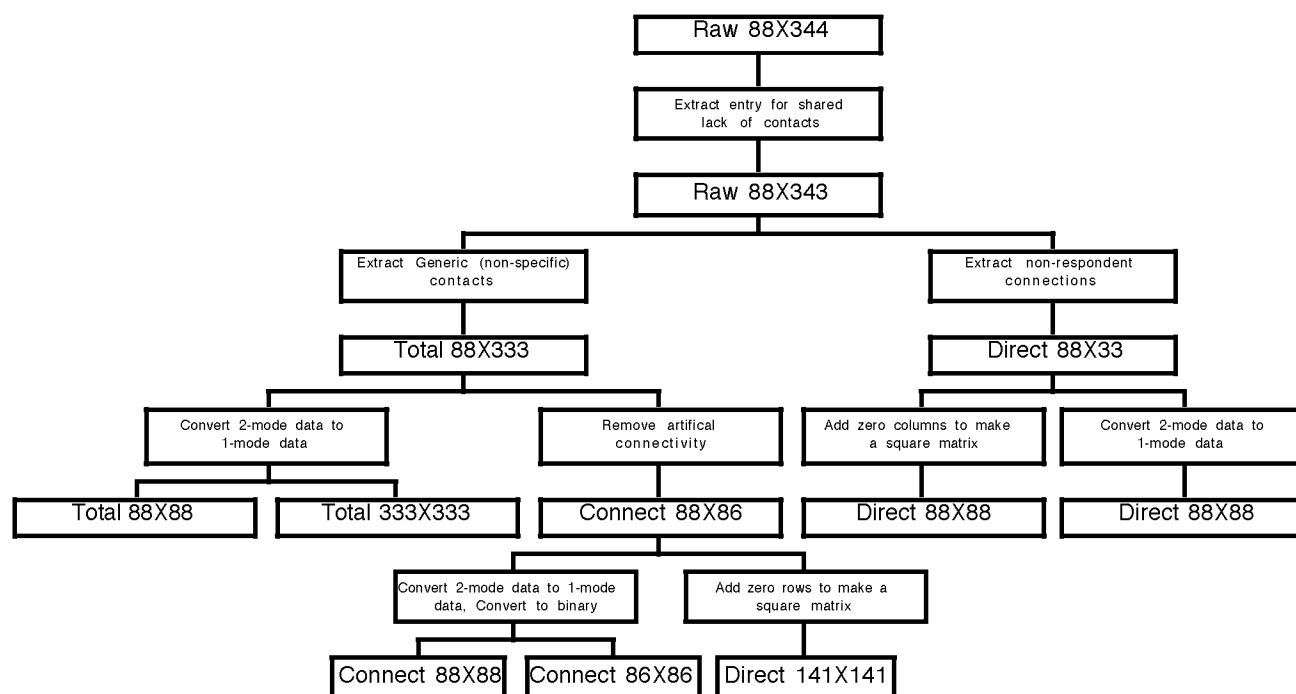 Raw 88X344
Extract entry for shared
lack of contacts
Raw 88X343
Extract Generic (non-specific)
contacts
Extract non-respondent
connections
Total 88X333
Direct 88X33
Convert 2-mode data to
1-mode data
Remove artifical
connectivity
Add zero columns to make
a square matrix
Convert 2-mode data to
1-mode data
Total 88X88
Total 333X333
Connect 88X86
Direct 88X88
Direct 88X88
Convert 2-mode data to 1-mode
data, Convert to binary
Add zero rows to make a
square matrix
Connect 88X88
Connect 86X86
Direct 141X141